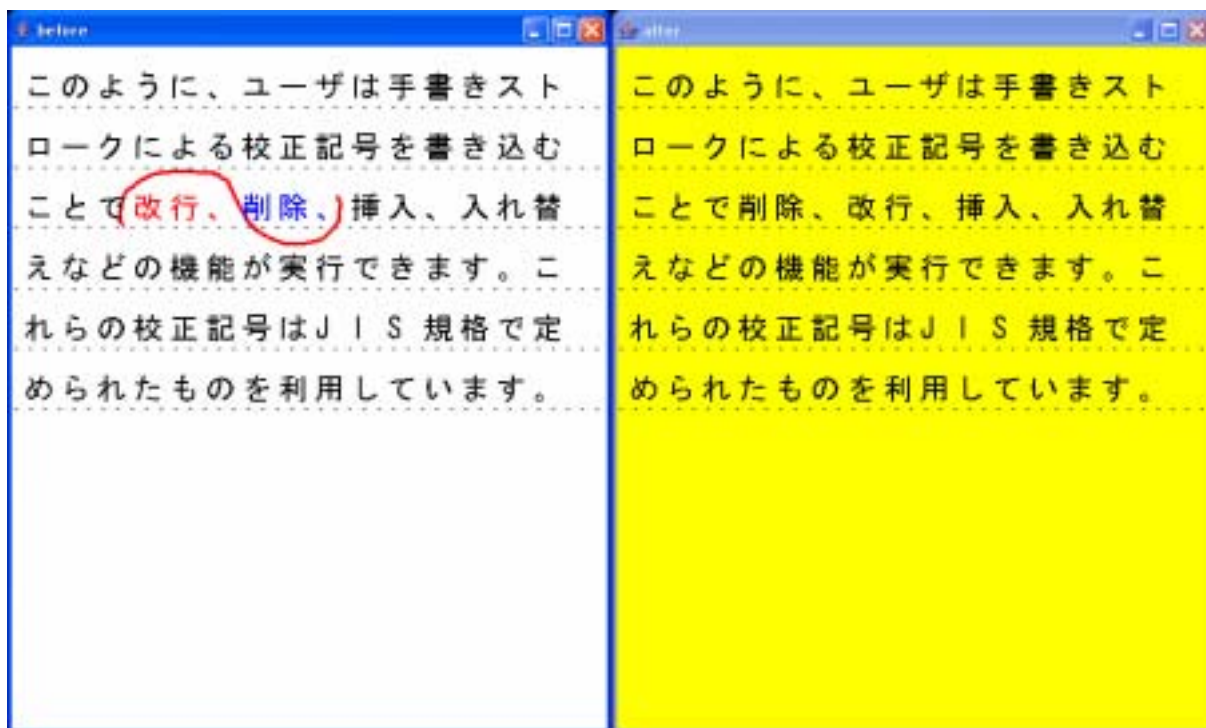 before
このように、ユーザは手書きスト
ロークによる校正記号を書き込む
ことで改行、削除、挿入、入れ替
えなどの機能が実行できます。こ
れらの校正記号はＪＩＳ規格で定
められたものを利用しています。
after
このように、ユーザは手書きスト
ロークによる校正記号を書き込む
ことで削除、改行、挿入、入れ替
えなどの機能が実行できます。こ
れらの校正記号はＪＩＳ規格で定
められたものを利用しています。